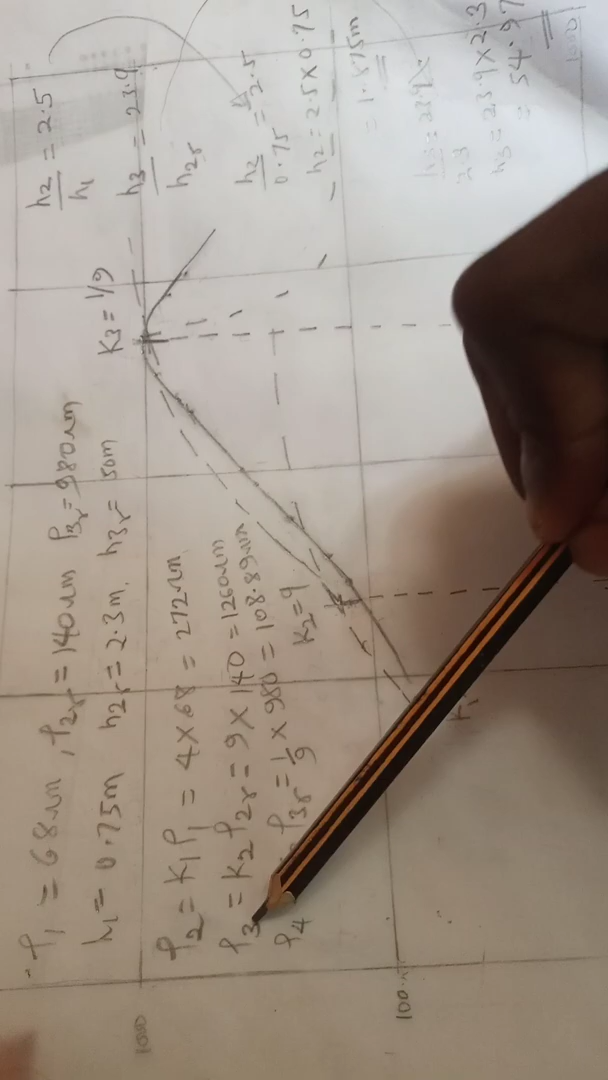 ρ1 = 68Ωm, ρ2r = 140Ωm ρ3r = 980Ωm
h1 = 0.75m h2r = 2.3m. h3r = 50m
ρ2 = K1ρ1 = 4 × 68 = 272Ωm
ρ3 = K2 ρ2r = 9 × 140 = 1260Ωm
ρ4 ρ3r = 1/9 × 980 = 108.89Ωm
K2=9
K3 = 1/9
K1
1000
100
h2/h1 = 2.5
h3/h2r = 23.9
h2/0.75 = 2.5
h2 = 2.5 × 0.75
= 1.875m
h3 = 23.9 × 2.3
= 54.97
1000